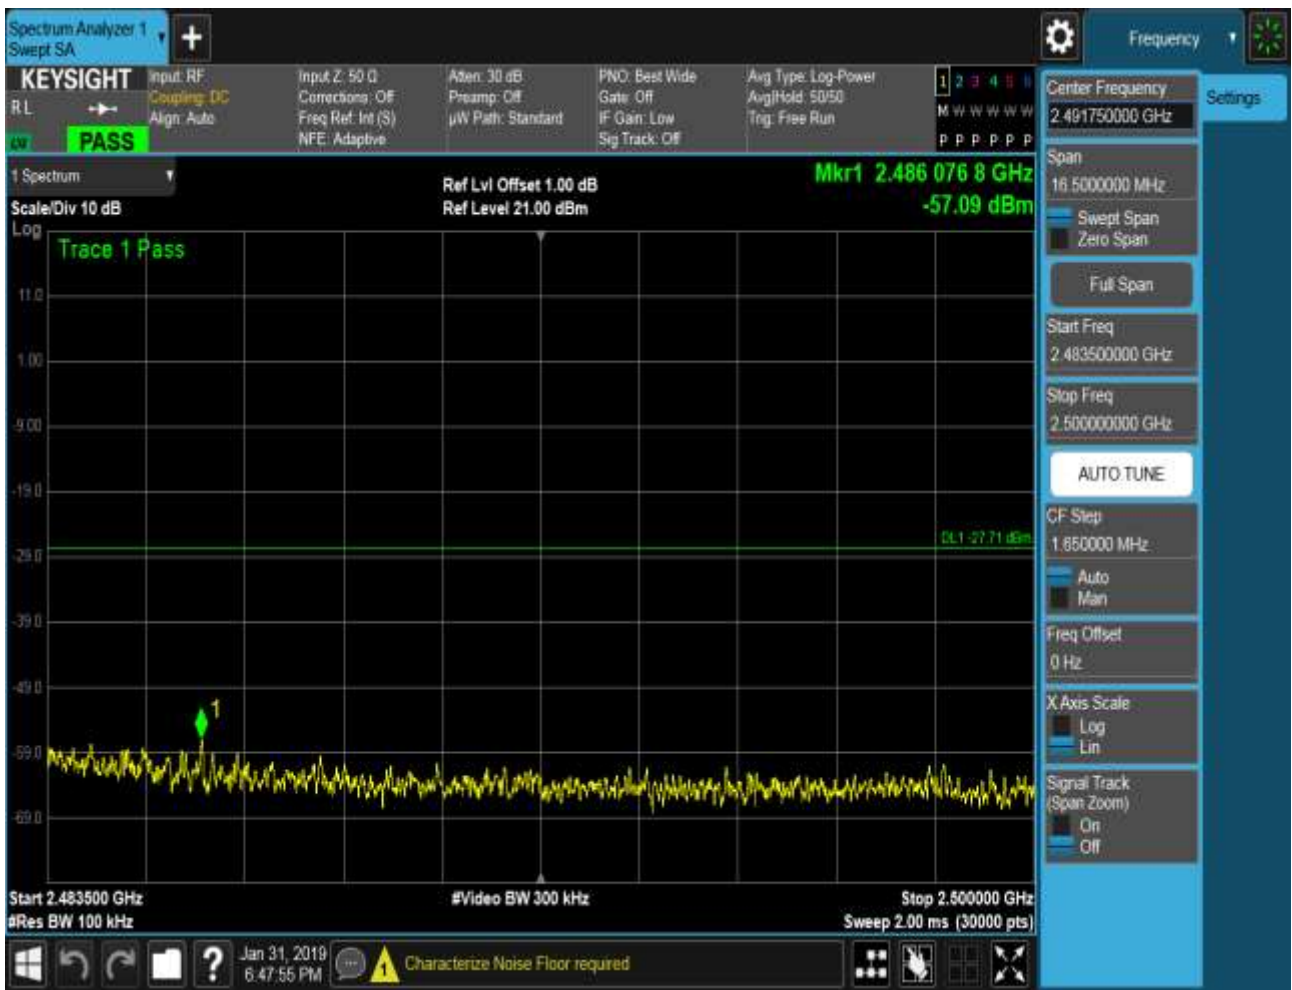 Spectrum Analyzer 1
Swept SA
+
Frequency
KEYSIGHT
RL
PASS
Input: RF
Coupling: DC
Align: Auto
Input Z: 50 Ω
Corrections: Off
Freq Ref: Int (S)
NFE: Adaptive
Atten: 30 dB
Preamp: Off
µW Path: Standard
PNO: Best Wide
Gate: Off
IF Gain: Low
Sig Track: Off
Avg Type: Log-Power
Avg|Hold: 50/50
Trig: Free Run
1 2 3 4 5 6
M W W W W W
P P P P P P
1 Spectrum
Scale/Div 10 dB
Log
Ref Lvl Offset 1.00 dB
Ref Level 21.00 dBm
Mkr1 2.486 076 8 GHz
-57.09 dBm
Trace 1 Pass
11.0
1.00
-9.00
-19.0
DL1 -27.71 dBm
-29.0
-39.0
-49.0
1
-59.0
-69.0
Start 2.483500 GHz
#Res BW 100 kHz
#Video BW 300 kHz
Stop 2.500000 GHz
Sweep 2.00 ms (30000 pts)
Center Frequency
2.491750000 GHz
Settings
Span
16.5000000 MHz
Swept Span
Zero Span
Full Span
Start Freq
2.483500000 GHz
Stop Freq
2.500000000 GHz
AUTO TUNE
CF Step
1.650000 MHz
Auto
Man
Freq Offset
0 Hz
X Axis Scale
Log
Lin
Signal Track
(Span Zoom)
On
Off
?
Jan 31, 2019
6:47:55 PM
1
Characterize Noise Floor required